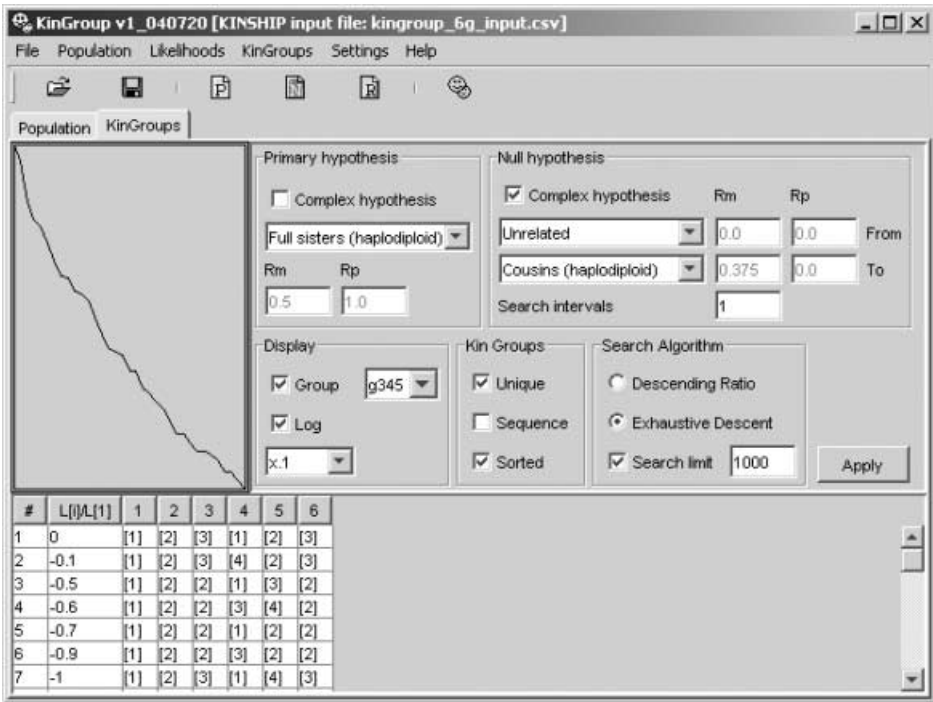 KinGroup v1_040720 [KINSHIP input file: kingroup_6g_input.csv]
File Population Likelihoods KinGroups Settings Help
P N R
Population KinGroups
Primary hypothesis
Complex hypothesis
Full sisters (haplodiploid)
Rm Rp
0.5 1.0
Null hypothesis
Complex hypothesis Rm Rp
Unrelated 0.0 0.0 From
Cousins (haplodiploid) 0.375 0.0 To
Search intervals 1
Display
Group g345
Log
x.1
Kin Groups
Unique
Sequence
Sorted
Search Algorithm
Descending Ratio
Exhaustive Descent
Search limit 1000
Apply
# L[i]/L[1] 1 2 3 4 5 6
1 0 [1] [2] [3] [1] [2] [3]
2 -0.1 [1] [2] [3] [4] [2] [3]
3 -0.5 [1] [2] [2] [1] [3] [2]
4 -0.6 [1] [2] [2] [3] [4] [2]
5 -0.7 [1] [2] [2] [1] [2] [2]
6 -0.9 [1] [2] [2] [3] [2] [2]
7 -1 [1] [2] [3] [1] [4] [3]